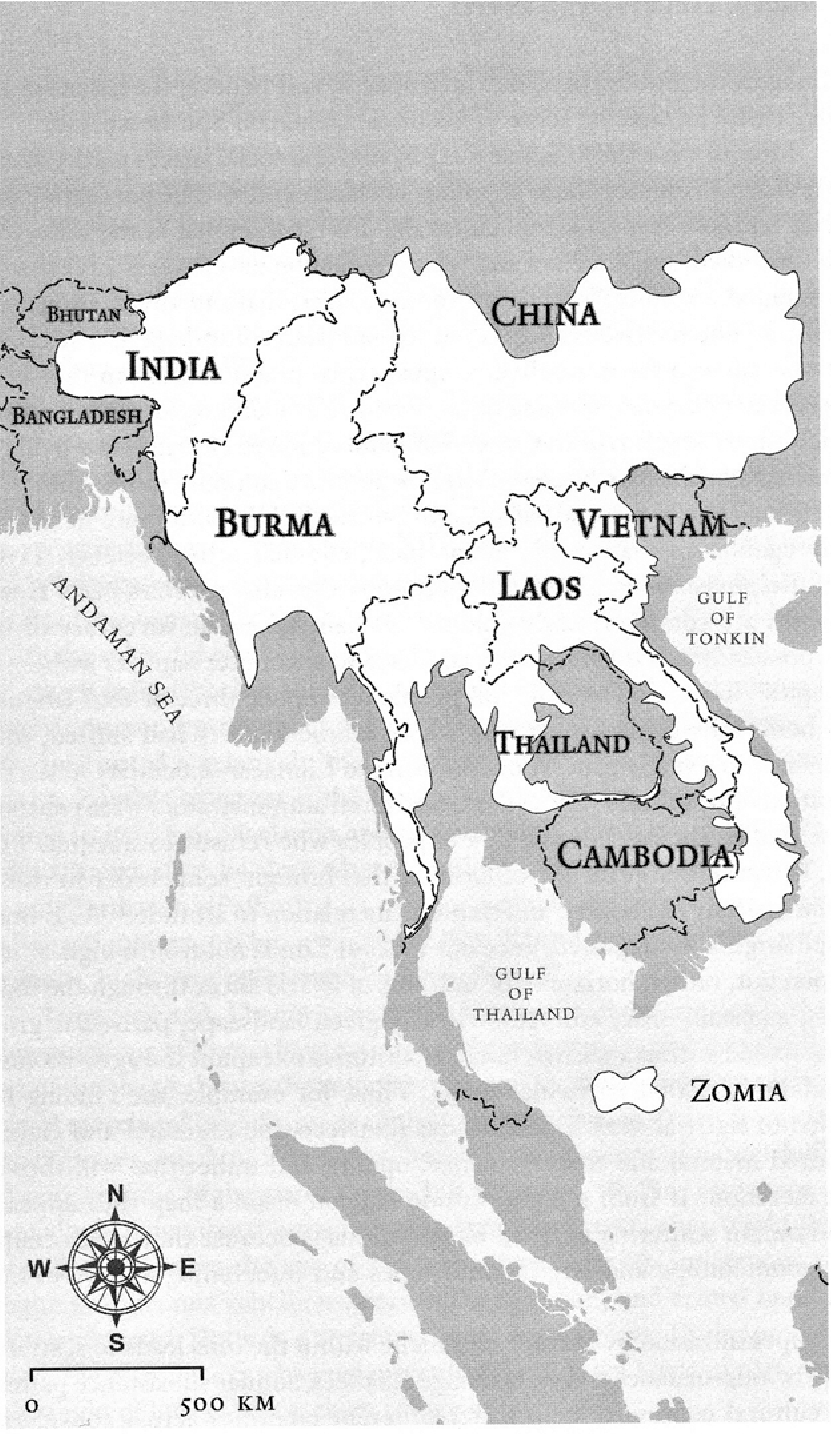 BHUTAN
CHINA
INDIA
BANGLADESH
BURMA
VIETNAM
LAOS
ANDAMAN SEA
GULF
OF
TONKIN
THAILAND
CAMBODIA
GULF
OF
THAILAND
ZOMIA
N
W E
S
0 500 KM